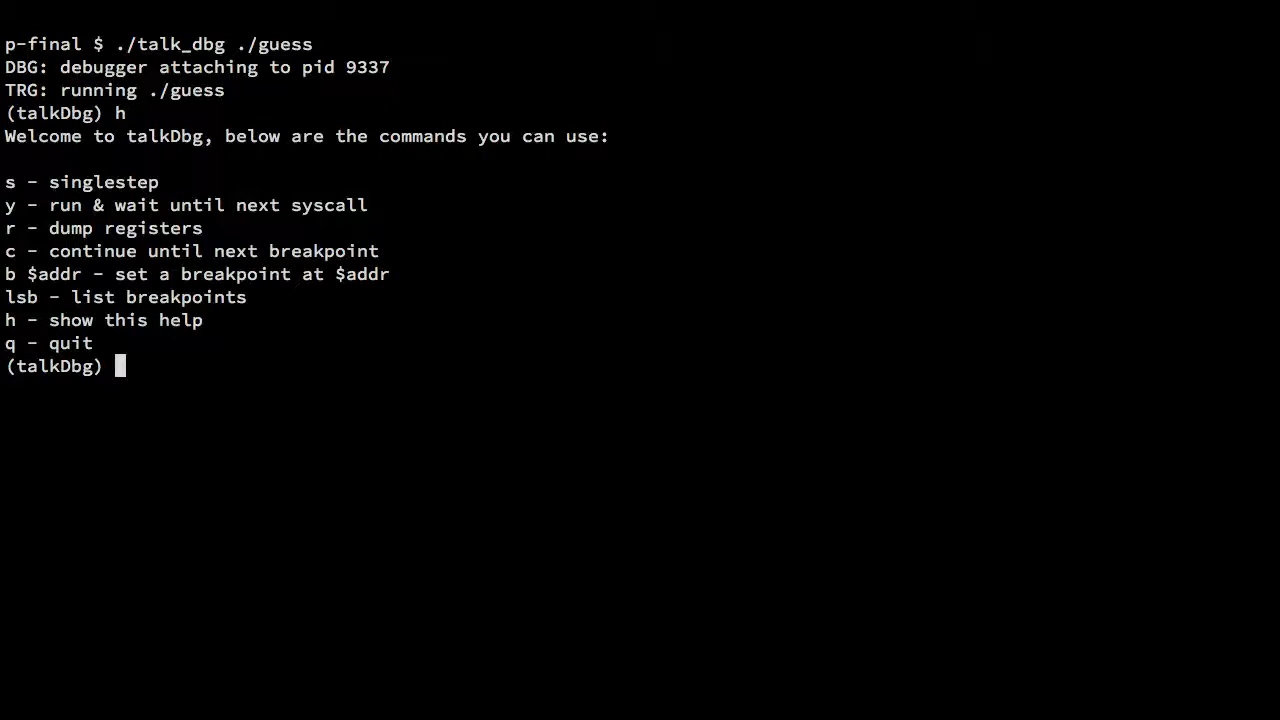 p-final $ ./talk_dbg ./guess
DBG: debugger attaching to pid 9337
TRG: running ./guess
(talkDbg) h
Welcome to talkDbg, below are the commands you can use:
s - singlestep
y - run & wait until next syscall
r - dump registers
c - continue until next breakpoint
b $addr - set a breakpoint at $addr
lsb - list breakpoints
h - show this help
q - quit
(talkDbg)